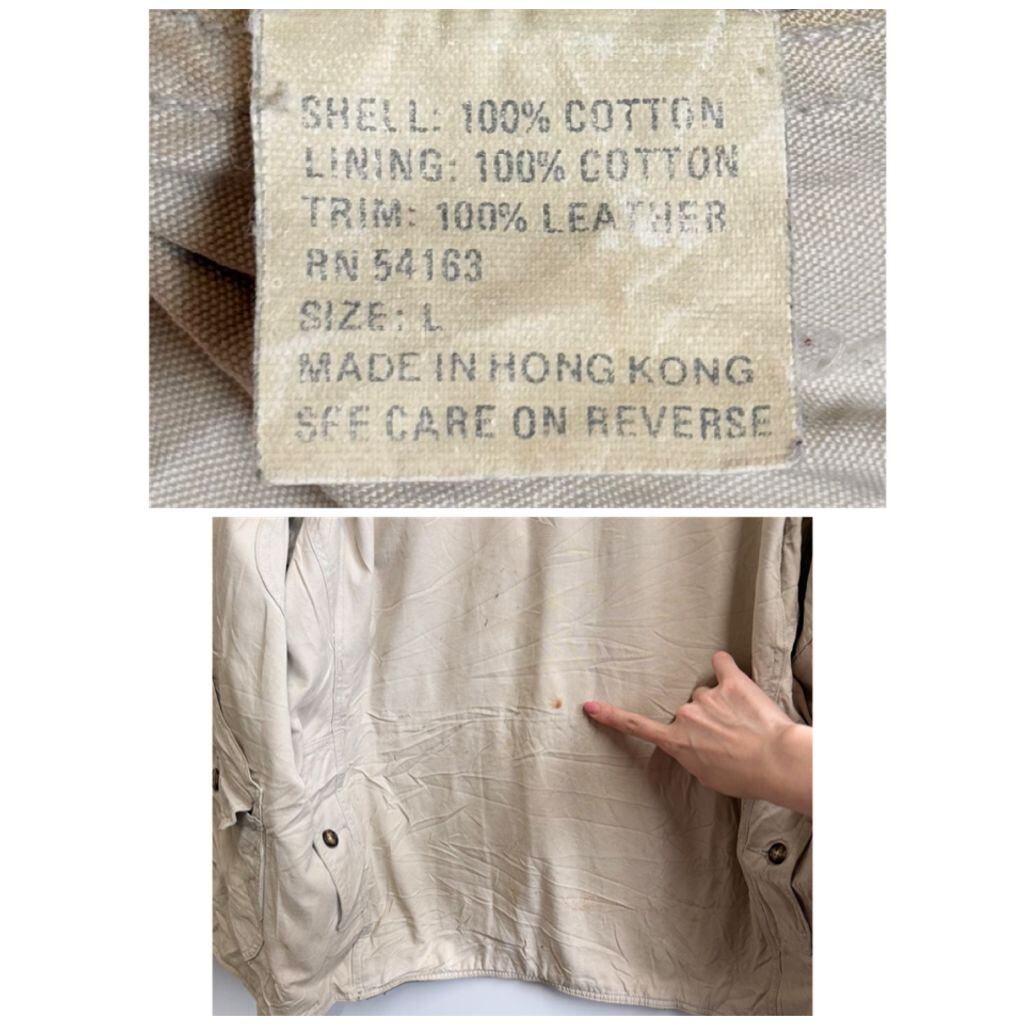 SHELL: 100% COTTON
LINING: 100% COTTON
TRIM: 100% LEATHER
RN 54163
SIZE: L
MADE IN HONG KONG
SEE CARE ON REVERSE